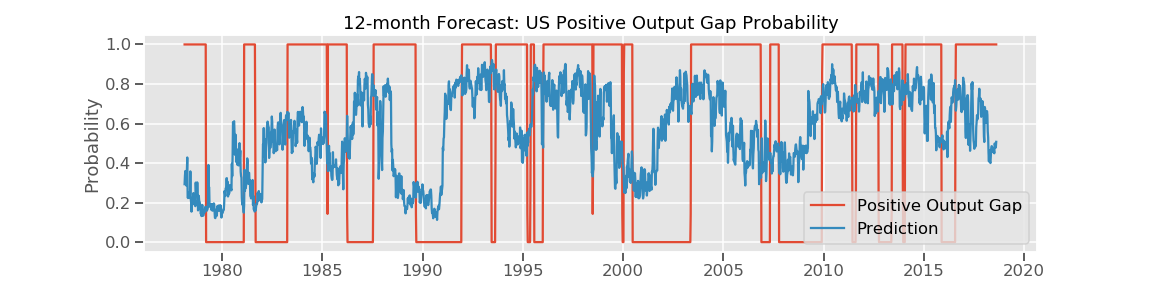 12-month Forecast: US Positive Output Gap Probability
Probability
1.0
0.8
0.6
0.4
0.2
0.0
Positive Output Gap
Prediction
1980 1985 1990 1995 2000 2005 2010 2015 2020